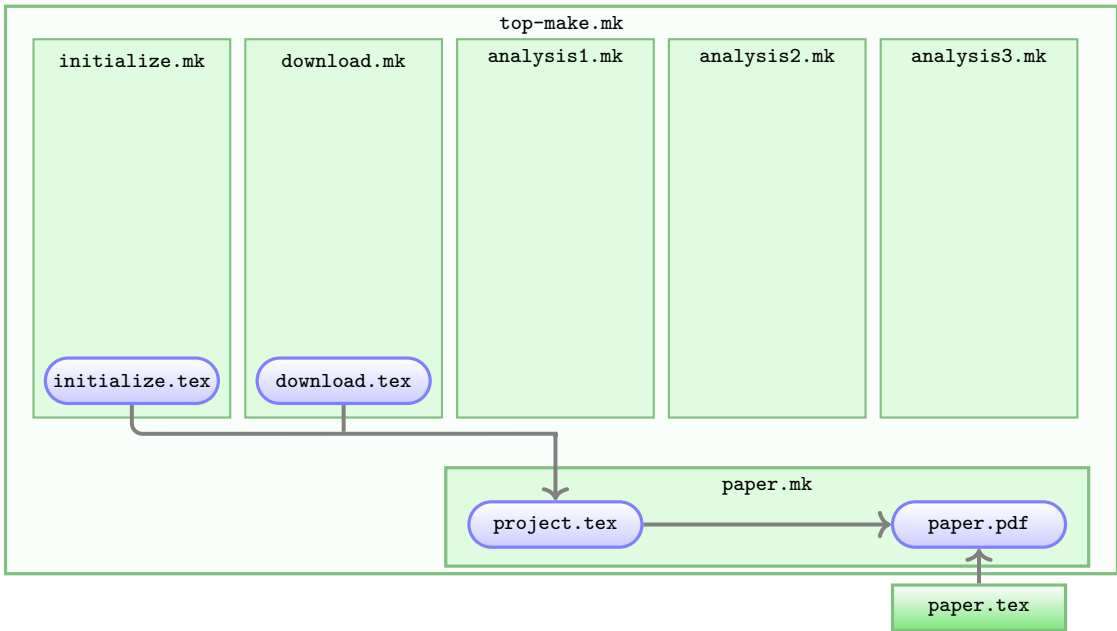 top-make.mk
initialize.mk
download.mk
analysis1.mk
analysis2.mk
analysis3.mk
initialize.tex
download.tex
paper.mk
project.tex
paper.pdf
paper.tex